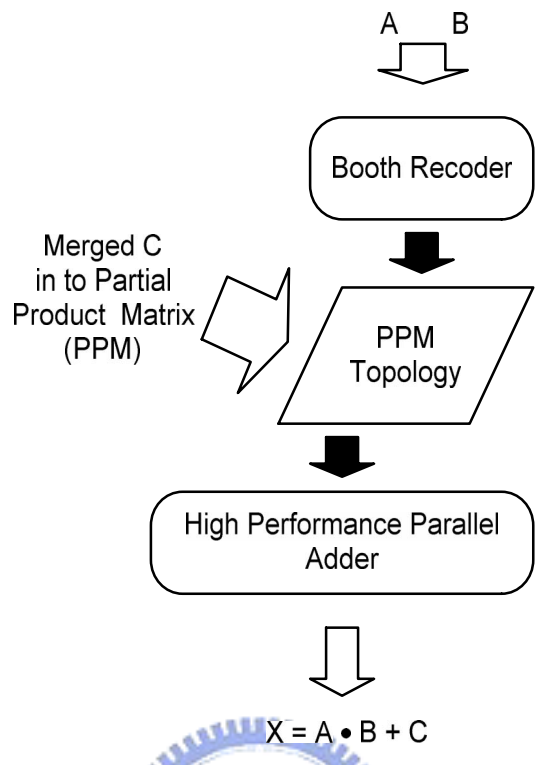 A B
Booth Recoder
Merged C
in to Partial
Product Matrix
(PPM)
PPM
Topology
High Performance Parallel
Adder
X = A • B + C